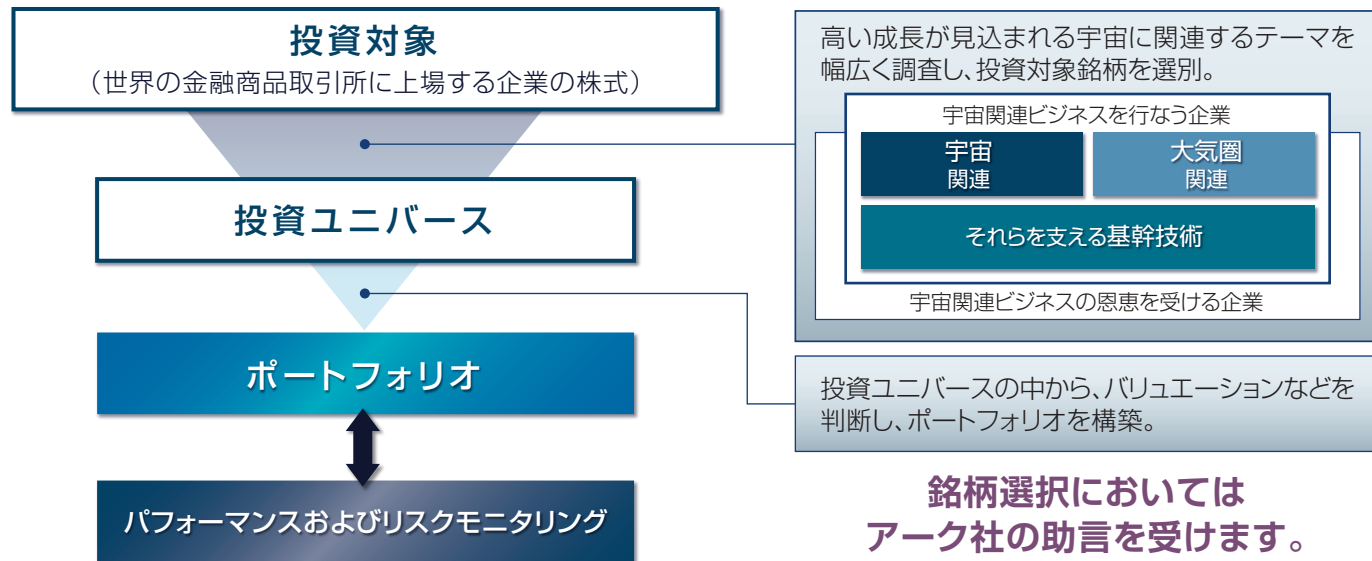 投資対象
（世界の金融商品取引所に上場する企業の株式）
投資ユニバース
ポートフォリオ
パフォーマンスおよびリスクモニタリング
高い成長が見込まれる宇宙に関連するテーマを
幅広く調査し、投資対象銘柄を選別。
宇宙関連ビジネスを行なう企業
宇宙
関連
大気圏
関連
それらを支える基幹技術
宇宙関連ビジネスの恩恵を受ける企業
投資ユニバースの中から、バリュエーションなどを
判断し、ポートフォリオを構築。
銘柄選択においては
アーク社の助言を受けます。